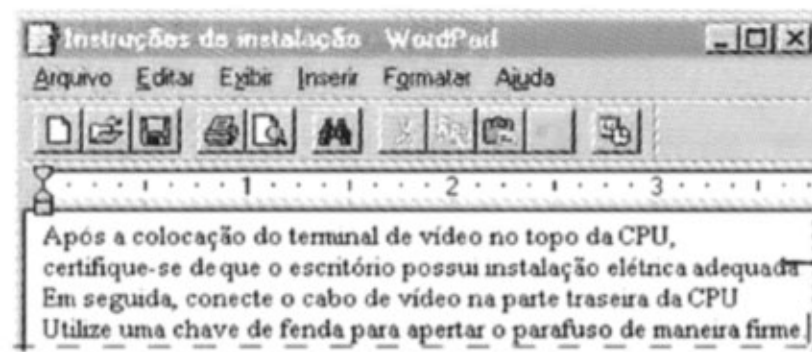 Instruções de instalação WordPad
Arquivo Editar Exibir Inserir Formatar Ajuda
1 2 3
Após a colocação do terminal de vídeo no topo da CPU,
certifique-se de que o escritório possui instalação elétrica adequada
Em seguida, conecte o cabo de vídeo na parte traseira da CPU
Utilize uma chave de fenda para apertar o parafuso de maneira firme